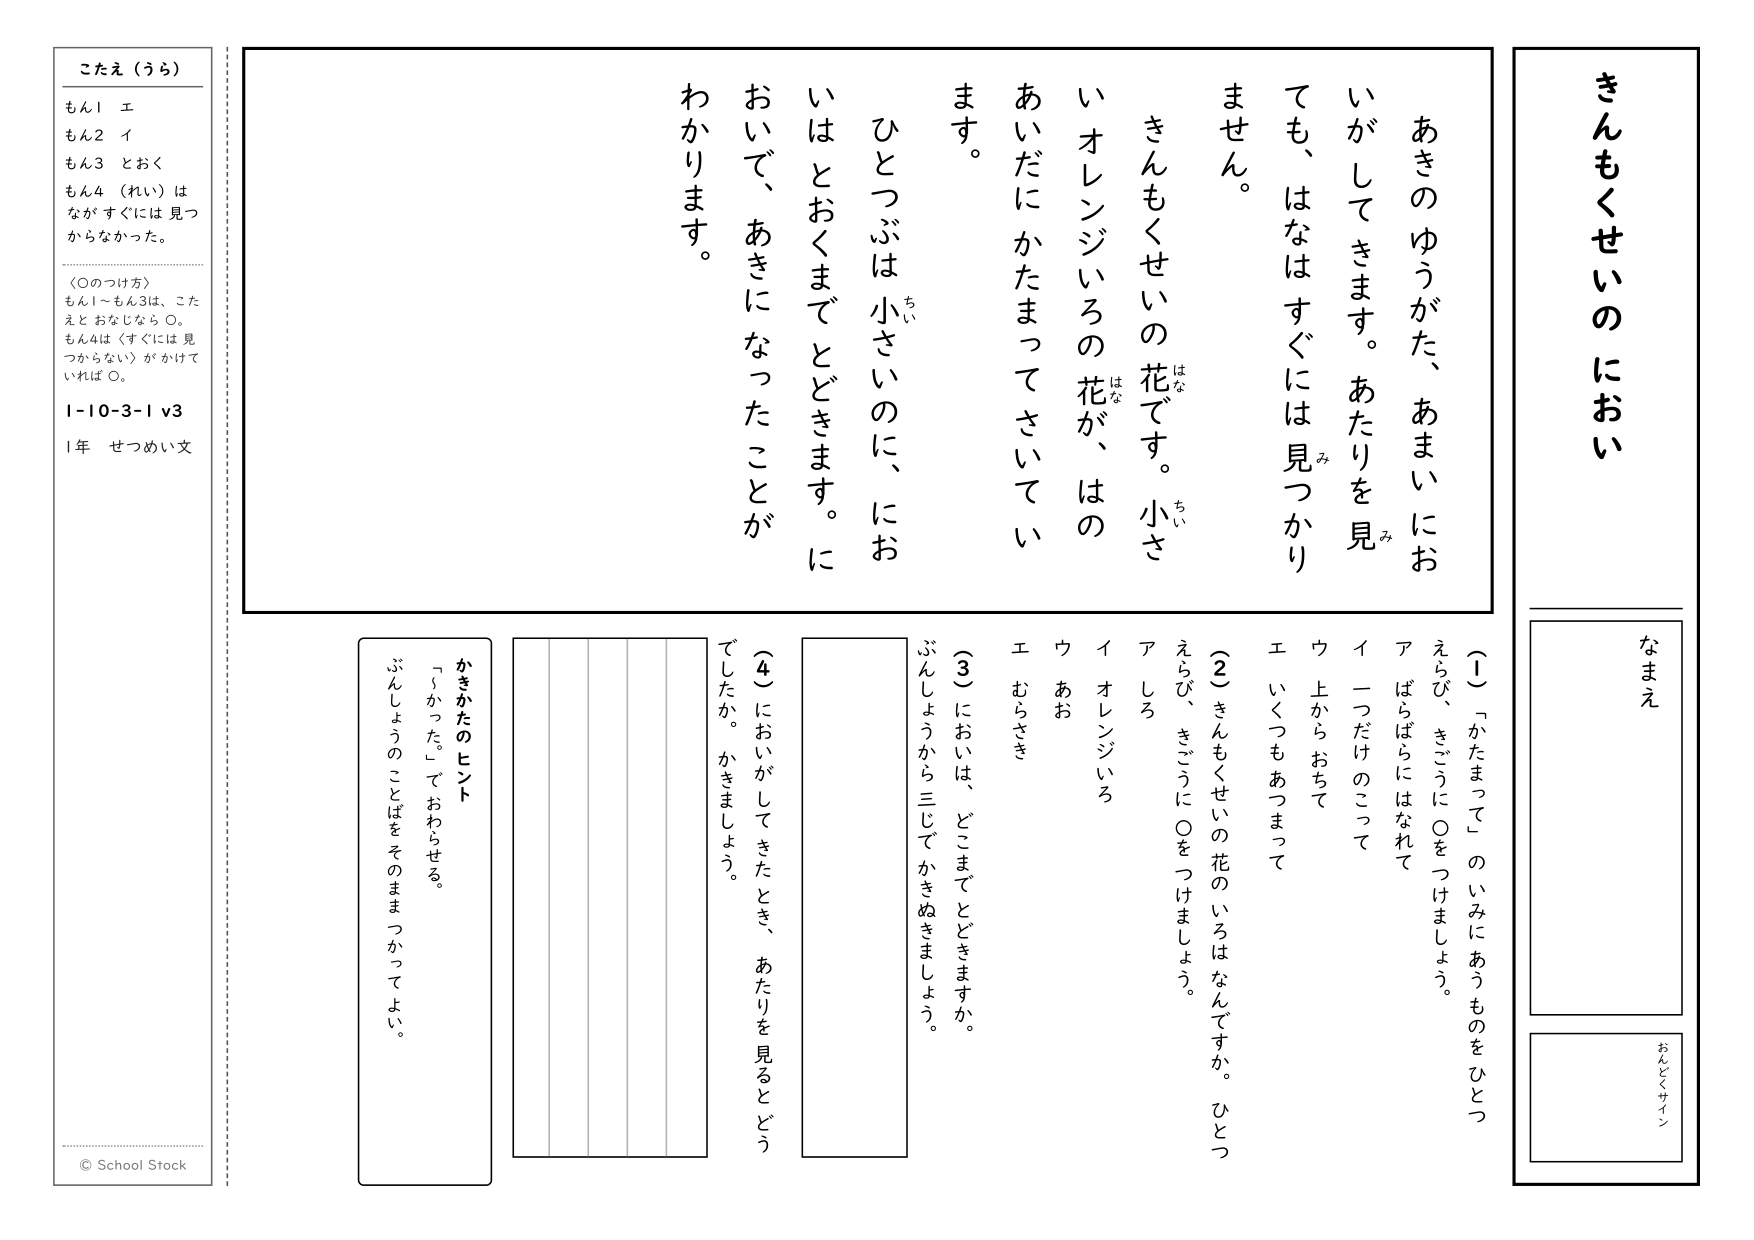 きんもくせいの におい
なまえ
おんどくサイン
あきの ゆうがた、あまい にお
いが して きます。あたりを 見
み
ても、はなは すぐには 見つかり
み
ません。
きんもくせいの 花です。小さ
はな
ちい
い オレンジいろの 花が、はの
はな
あいだに かたまって さいて い
ます。
ひとつぶは 小さいのに、にお
ちい
いは とおくまで とどきます。に
おいで、あきに なった ことが
わかります。
(1)「かたまって」の いみに あう ものを ひとつ
えらび、きごうに ○を つけましょう。
ア ばらばらに はなれて
イ 一つだけ のこって
ウ 上から おちて
エ いくつも あつまって
(2)きんもくせいの 花の いろは なんですか。ひとつ
えらび、きごうに ○を つけましょう。
ア しろ
イ オレンジいろ
ウ あお
エ むらさき
(3)においは、どこまで とどきますか。
ぶんしょうから 三じで かきぬきましょう。
(4)においが して きた とき、あたりを 見ると どう
でしたか。かきましょう。
かきかたの ヒント
「〜かった。」で おわらせる。
ぶんしょうの ことばを そのまま つかって よい。
こたえ（うら）
もん1 エ
もん2 イ
もん3 とおく
もん4 （れい）は
なが すぐには 見つ
からなかった。
〈○のつけ方〉
もん1〜もん3は、こた
えと おなじなら ○。
もん4は〈すぐには 見
つからない〉が かけて
いれば ○。
1-10-3-1 v3
1年 せつめい文
© School Stock